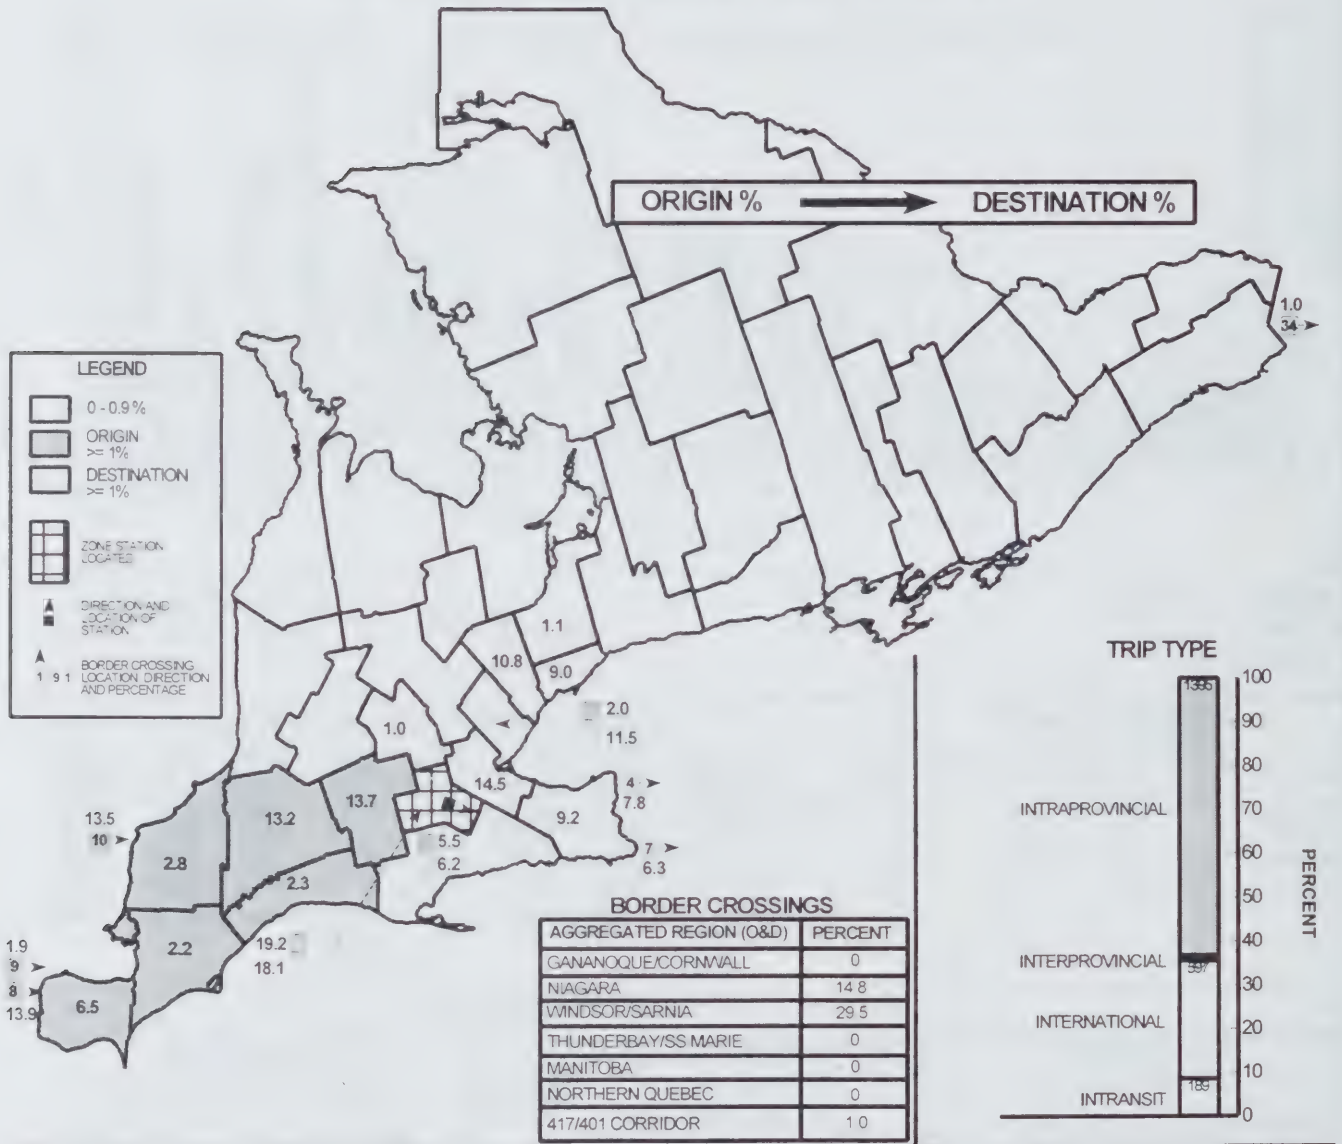 ORIGIN % DESTINATION %
1.0
34
LEGEND
0 - 0.9 %
ORIGIN
>= 1%
DESTINATION
>= 1%
ZONE STATION
LOCATED
DIRECTION AND
LOCATION OF
STATION
1 9 1
BORDER CROSSING
LOCATION DIRECTION
AND PERCENTAGE
1.1
10.8
9.0
2.0
11.5
1.0
14.5
4
7.8
13.7
13.2
9.2
13.5
10
5.5
6.2
7
6.3
2.8
2.3
2.2
19.2
18.1
1.9
9
8
13.9
6.5
TRIP TYPE
1395
100
90
80
70
60
50
40
30
20
10
0
PERCENT
INTRAPROVINCIAL
INTERPROVINCIAL
597
INTERNATIONAL
189
INTRANSIT
BORDER CROSSINGS
AGGREGATED REGION (O&D) PERCENT
GANANOQUE/CORNWALL 0
NIAGARA 14 8
WINDSOR/SARNIA 29 5
THUNDERBAY/SS MARIE 0
MANITOBA 0
NORTHERN QUEBEC 0
417/401 CORRIDOR 1 0